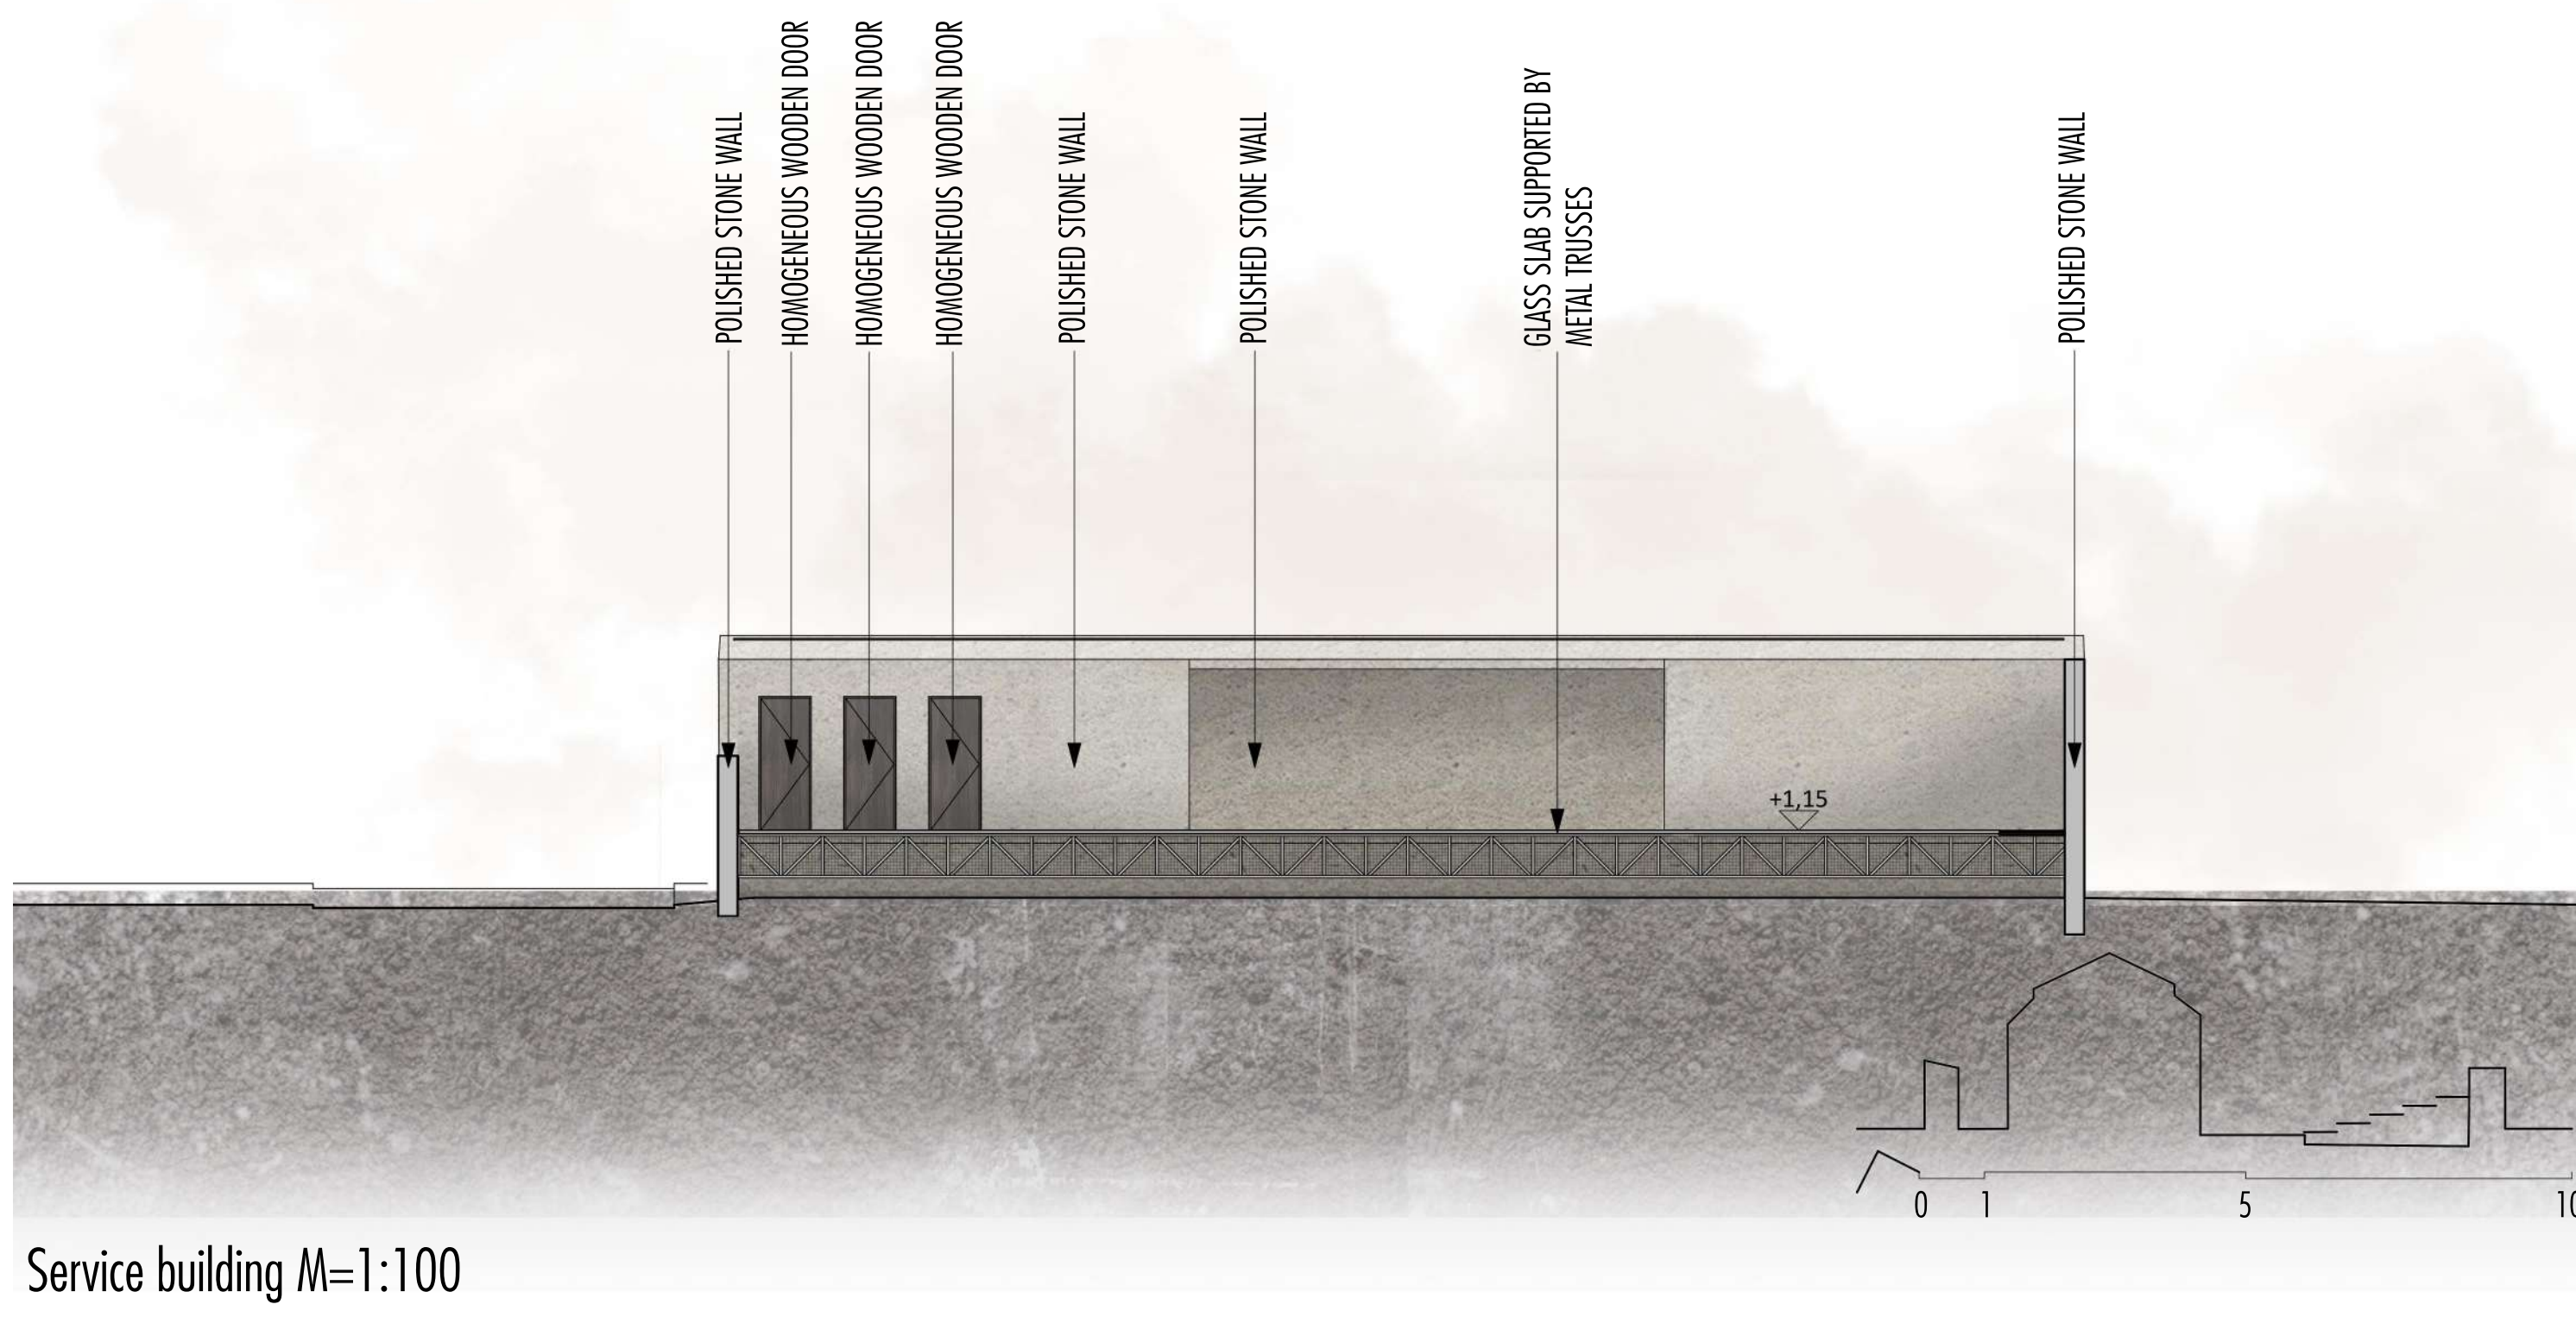 POLISHED STONE WALL
HOMOGENEOUS WOODEN DOOR
HOMOGENEOUS WOODEN DOOR
HOMOGENEOUS WOODEN DOOR
POLISHED STONE WALL
POLISHED STONE WALL
GLASS SLAB SUPPORTED BY
METAL TRUSSES
POLISHED STONE WALL
+1,15
0 1 5 10
Service building M=1:100